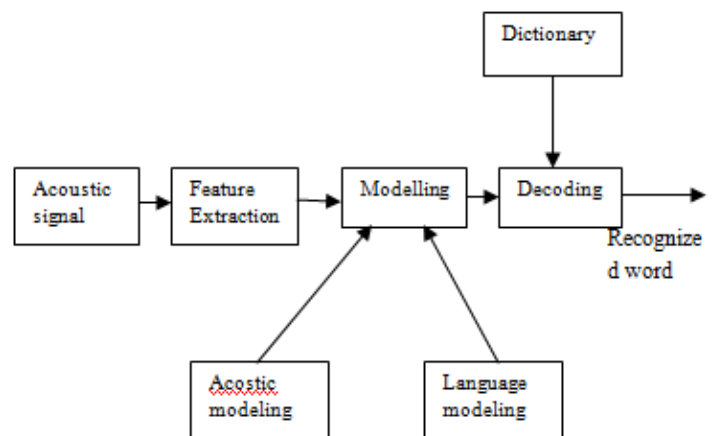 Dictionary
Acoustic
signal
Feature
Extraction
Modelling
Decoding
Recognize
d word
Acostic
modeling
Language
modeling